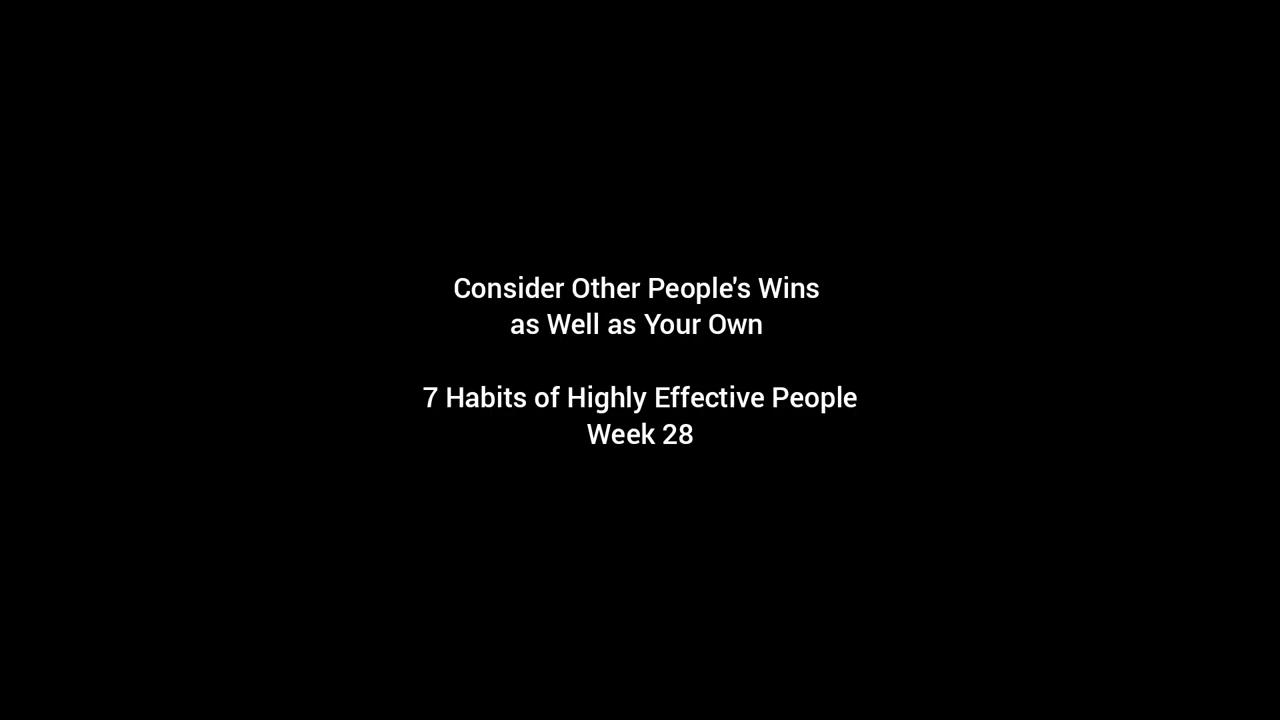 Consider Other People's Wins
as Well as Your Own
7 Habits of Highly Effective People
Week 28